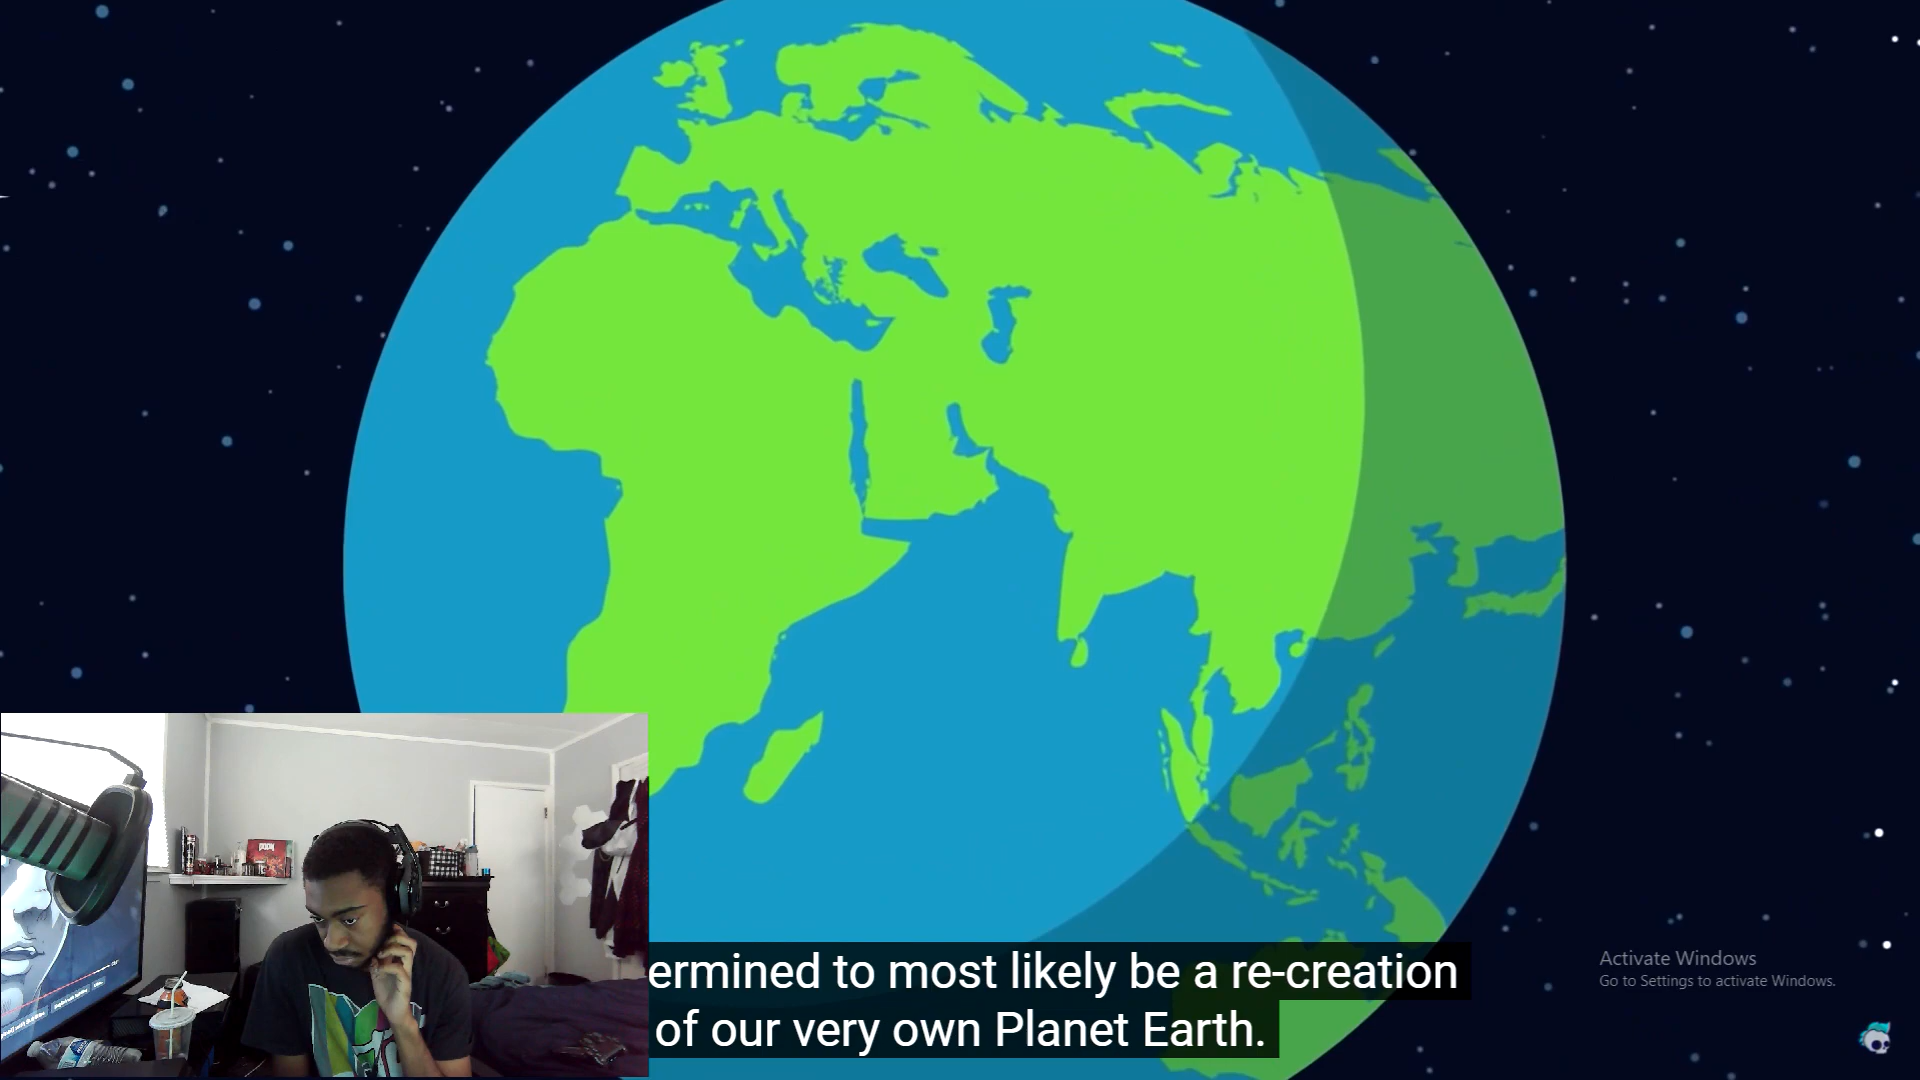 ermined to most likely be a re-creation
of our very own Planet Earth.
Activate Windows
Go to Settings to activate Windows.
DOOM